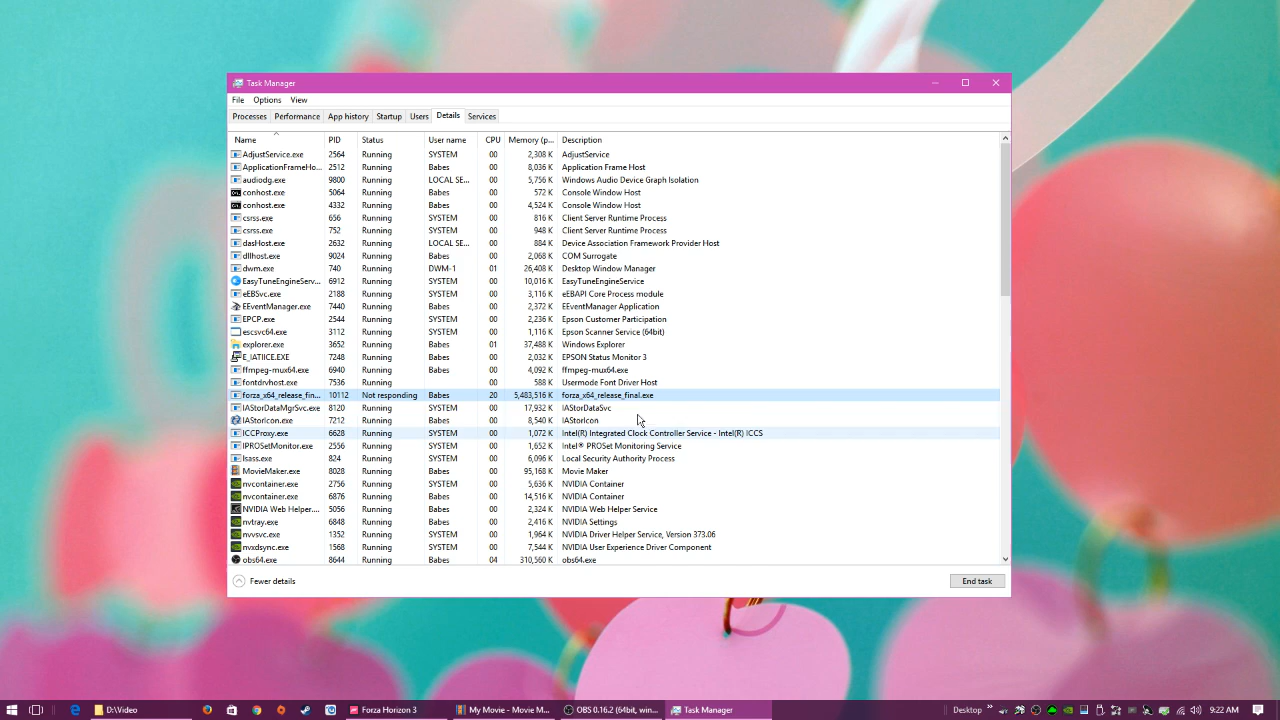 Task Manager
File Options View
Processes Performance App history Startup Users Details Services
Name PID Status User name CPU Memory (p... Description
AdjustService.exe 2564 Running SYSTEM 00 2,308 K AdjustService
ApplicationFrameHo... 2512 Running Babes 00 8,036 K Application Frame Host
audiodg.exe 9800 Running LOCAL SE... 00 5,756 K Windows Audio Device Graph Isolation
conhost.exe 5064 Running Babes 00 572 K Console Window Host
conhost.exe 4332 Running Babes 00 4,524 K Console Window Host
csrss.exe 656 Running SYSTEM 00 816 K Client Server Runtime Process
csrss.exe 752 Running SYSTEM 00 948 K Client Server Runtime Process
dasHost.exe 2632 Running LOCAL SE... 00 884 K Device Association Framework Provider Host
dllhost.exe 9024 Running Babes 00 2,068 K COM Surrogate
dwm.exe 740 Running DWM-1 01 26,408 K Desktop Window Manager
EasyTuneEngineServ... 6912 Running SYSTEM 00 10,016 K EasyTuneEngineService
eEBSvc.exe 2188 Running SYSTEM 00 3,116 K eEBAPI Core Process module
EEventManager.exe 7440 Running Babes 00 2,372 K EEventManager Application
EPCP.exe 2544 Running SYSTEM 00 2,236 K Epson Customer Participation
escsvc64.exe 3112 Running SYSTEM 00 1,116 K Epson Scanner Service (64bit)
explorer.exe 3652 Running Babes 01 37,488 K Windows Explorer
E_IATIICE.EXE 7248 Running Babes 00 2,032 K EPSON Status Monitor 3
ffmpeg-mux64.exe 6940 Running Babes 00 4,092 K ffmpeg-mux64.exe
fontdrvhost.exe 7536 Running 00 588 K Usermode Font Driver Host
forza_x64_release_fin... 10112 Not responding Babes 20 5,483,516 K forza_x64_release_final.exe
IAStorDataMgrSvc.exe 8120 Running SYSTEM 00 17,932 K IAStorDataSvc
IAStorIcon.exe 7212 Running Babes 00 8,540 K IAStorIcon
ICCProxy.exe 6628 Running SYSTEM 00 1,072 K Intel(R) Integrated Clock Controller Service - Intel(R) ICCS
IPROSetMonitor.exe 2556 Running SYSTEM 00 1,652 K Intel® PROSet Monitoring Service
lsass.exe 824 Running SYSTEM 00 6,096 K Local Security Authority Process
MovieMaker.exe 8028 Running Babes 00 95,168 K Movie Maker
nvcontainer.exe 2756 Running SYSTEM 00 5,636 K NVIDIA Container
nvcontainer.exe 6876 Running Babes 00 14,516 K NVIDIA Container
NVIDIA Web Helper.... 5056 Running Babes 00 2,324 K NVIDIA Web Helper Service
nvtray.exe 6848 Running Babes 00 2,416 K NVIDIA Settings
nvvsvc.exe 1352 Running SYSTEM 00 1,964 K NVIDIA Driver Helper Service, Version 373.06
nvxdsync.exe 1568 Running SYSTEM 00 7,544 K NVIDIA User Experience Driver Component
obs64.exe 8644 Running Babes 04 310,560 K obs64.exe
Fewer details End task
D:\Video Forza Horizon 3 My Movie - Movie M... OBS 0.16.2 (64bit, win... Task Manager Desktop 9:22 AM